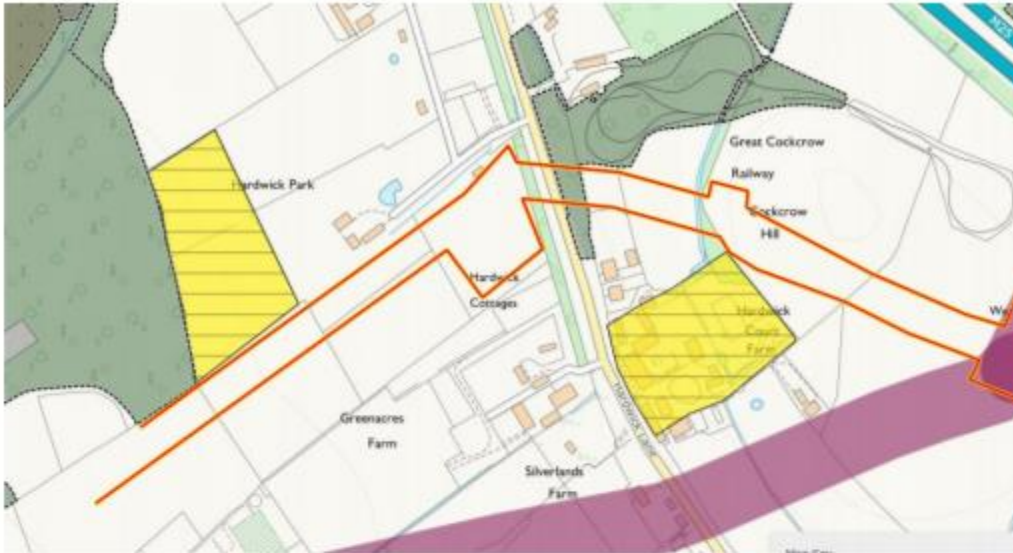 M25
Great Cockcrow
Railway
Hardwick Park
Cockcrow
Hill
Hardwick
Cottages
Hardwick
Court
Farm
Greenacres
Farm
Hardwick Lane
Silverlands
Farm